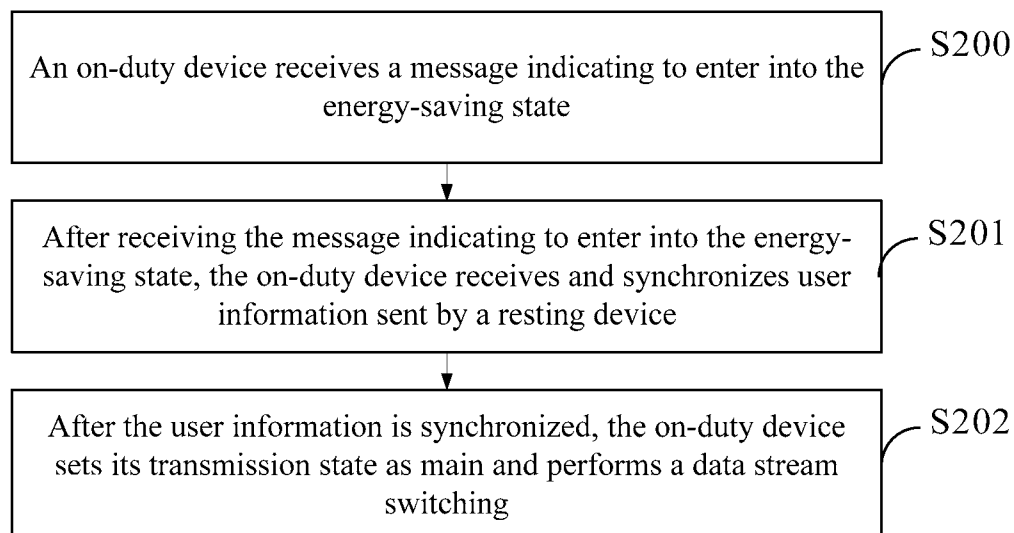 An on-duty device receives a message indicating to enter into the
energy-saving state
S200
After receiving the message indicating to enter into the energy-
saving state, the on-duty device receives and synchronizes user
information sent by a resting device
S201
After the user information is synchronized, the on-duty device
sets its transmission state as main and performs a data stream
switching
S202